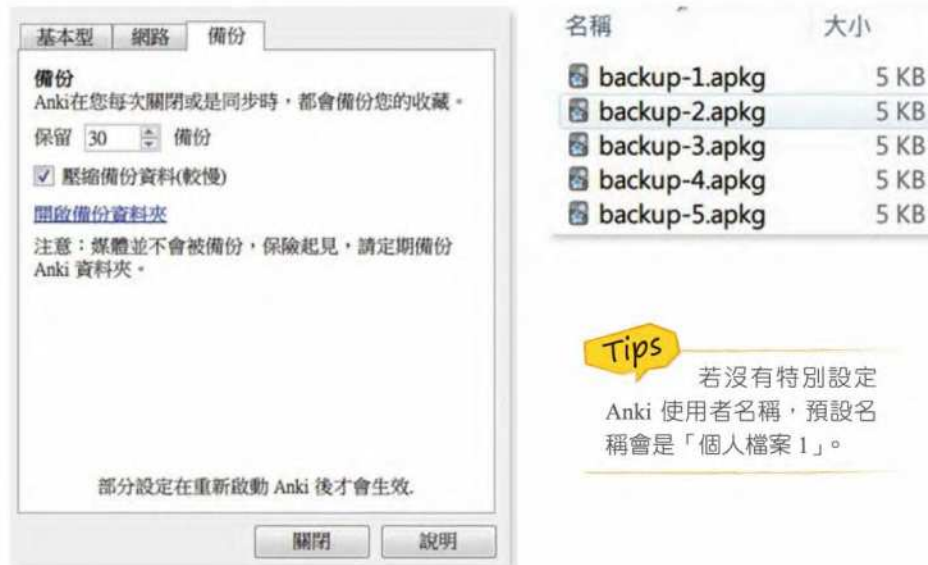 基本型 網路 備份
備份
Anki在您每次關閉或是同步時，都會備份您的收藏。
保留 30 備份
壓縮備份資料(較慢)
開啟備份資料夾
注意：媒體並不會被備份，保險起見，請定期備份
Anki 資料夾。
部分設定在重新啟動 Anki 後才會生效.
關閉 說明
名稱 大小
backup-1.apkg 5 KB
backup-2.apkg 5 KB
backup-3.apkg 5 KB
backup-4.apkg 5 KB
backup-5.apkg 5 KB
Tips
若沒有特別設定
Anki 使用者名稱，預設名
稱會是「個人檔案 1」。